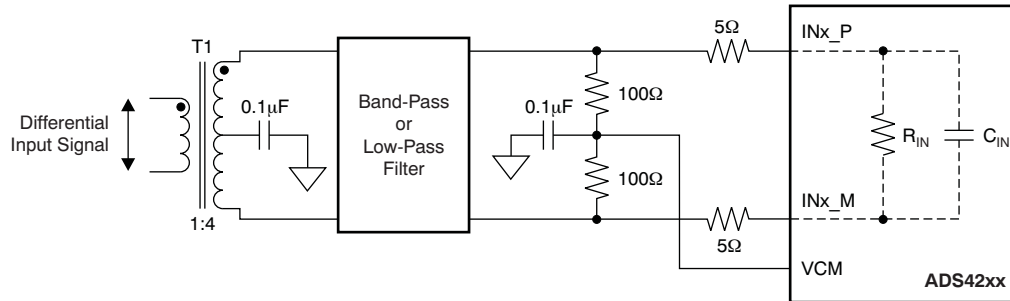 T1
Differential
Input Signal
0.1µF
1:4
Band-Pass
or
Low-Pass
Filter
0.1µF
100Ω
100Ω
5Ω
5Ω
INx_P
R_IN
C_IN
INx_M
VCM
ADS42xx